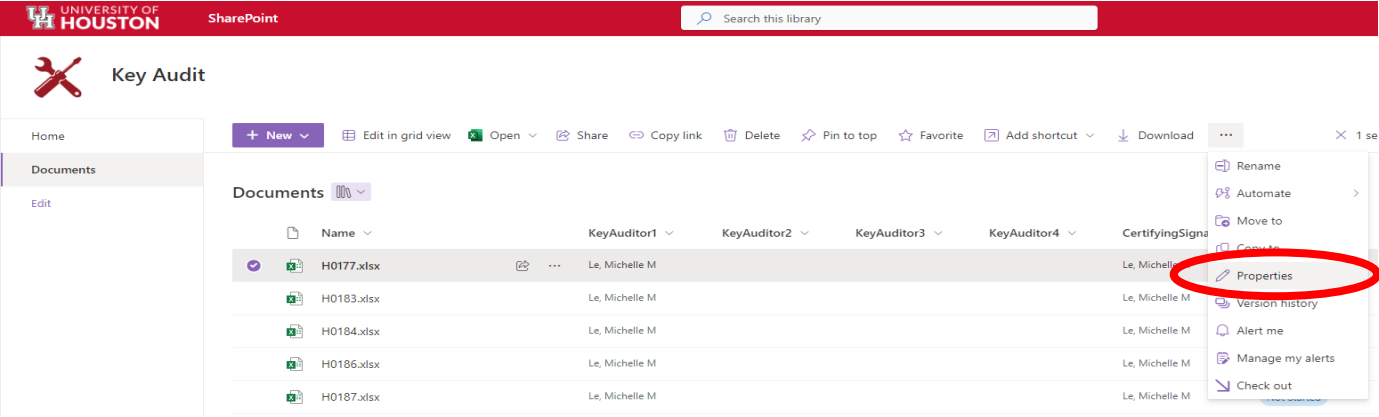 UNIVERSITY OF
HOUSTON
SharePoint
Search this library
Key Audit
Home
Documents
Edit
+ New
Edit in grid view
Open
Share
Copy link
Delete
Pin to top
Favorite
Add shortcut
Download
...
1 se
Documents
Name
KeyAuditor1
KeyAuditor2
KeyAuditor3
KeyAuditor4
CertifyingSigna
H0177.xlsx
...
Le, Michelle M
Le, Michelle
H0183.xlsx
Le, Michelle M
Le, Michelle M
H0184.xlsx
Le, Michelle M
Le, Michelle M
H0186.xlsx
Le, Michelle M
Le, Michelle M
H0187.xlsx
Le, Michelle M
Le, Michelle M
Rename
Automate
Move to
Copy to
Properties
Version history
Alert me
Manage my alerts
Check out
Not started